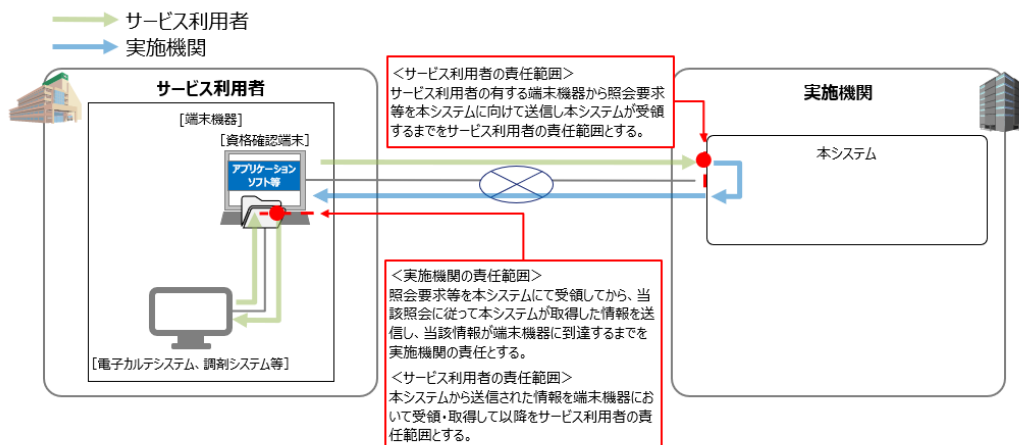 サービス利用者
実施機関
サービス利用者
[端末機器]
[資格確認端末]
アプリケーション
ソフト等
[電子カルテシステム、調剤システム等]
＜サービス利用者の責任範囲＞
サービス利用者の有する端末機器から照会要求
等を本システムに向けて送信し本システムが受領
するまでをサービス利用者の責任範囲とする。
実施機関
本システム
＜実施機関の責任範囲＞
照会要求等を本システムにて受領してから、当
該照会に従って本システムが取得した情報を送
信し、当該情報が端末機器に到達するまでを
実施機関の責任とする。
＜サービス利用者の責任範囲＞
本システムから送信された情報を端末機器にお
いて受領・取得して以降をサービス利用者の責
任範囲とする。